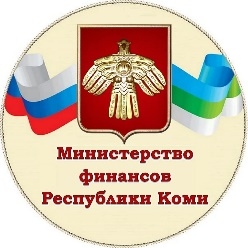 Министерство
финансов
Республики Коми